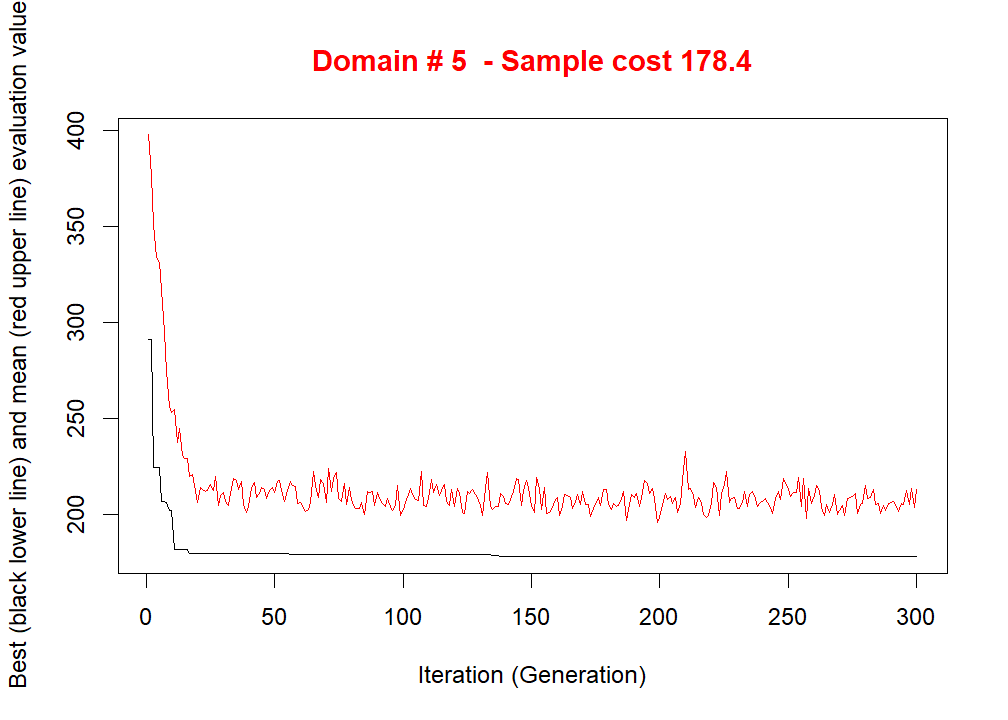 Domain # 5  - Sample cost 178.4
Best (black lower line) and mean (red upper line) evaluation value
400
350
300
250
200
0 50 100 150 200 250 300
Iteration (Generation)